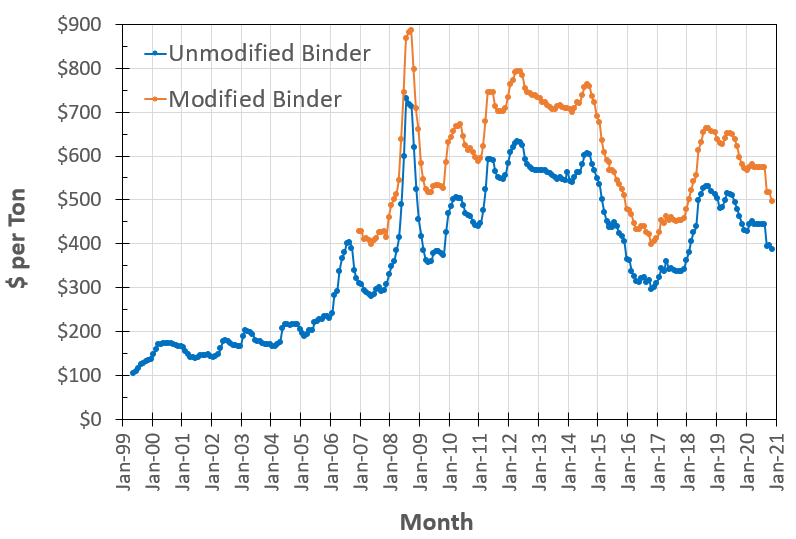 $900
$800
$700
$600
$500
$400
$300
$200
$100
$0
$ per Ton
Unmodified Binder
Modified Binder
Jan-99
Jan-00
Jan-01
Jan-02
Jan-03
Jan-04
Jan-05
Jan-06
Jan-07
Jan-08
Jan-09
Jan-10
Jan-11
Jan-12
Jan-13
Jan-14
Jan-15
Jan-16
Jan-17
Jan-18
Jan-19
Jan-20
Jan-21
Month